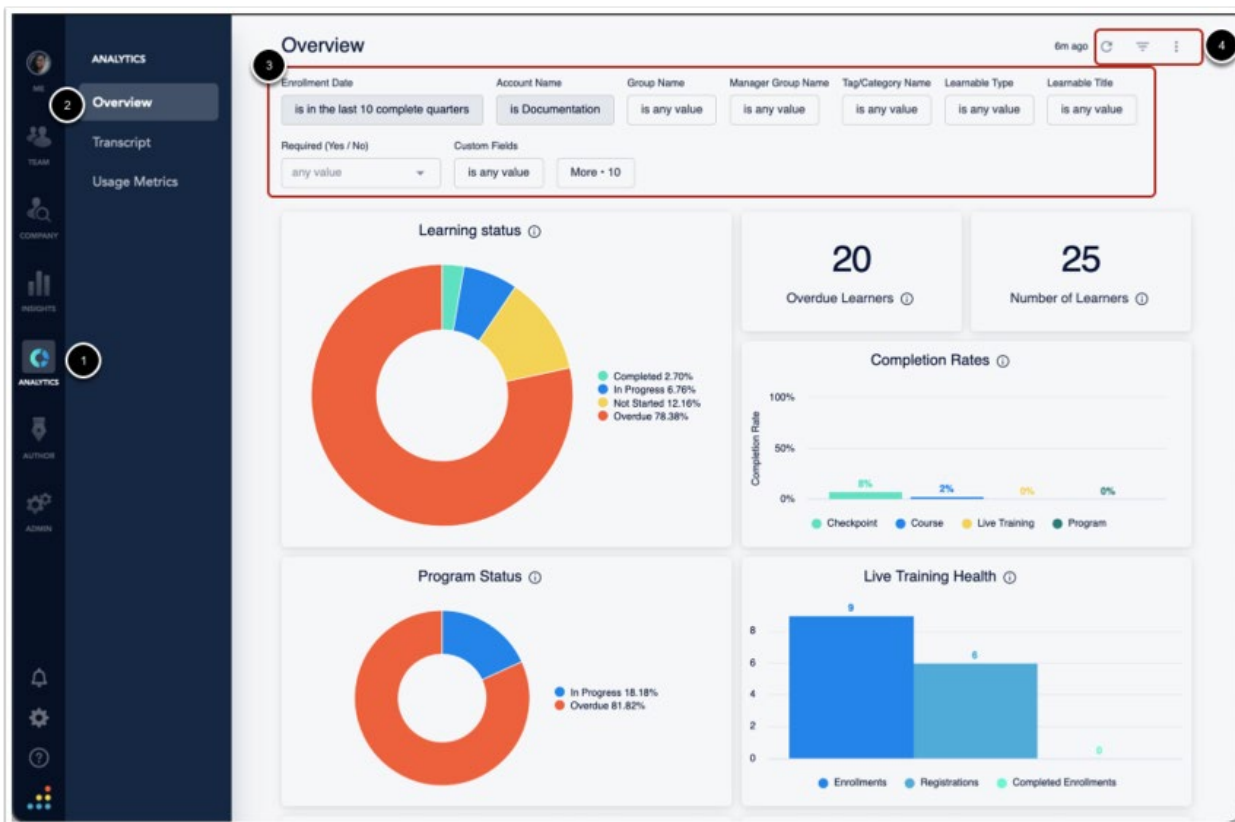 ME
TEAM
COMPANY
INSIGHTS
ANALYTICS
AUTHOR
ADMIN
1
ANALYTICS
2
Overview
Transcript
Usage Metrics
Overview
6m ago
4
3
Enrollment Date
is in the last 10 complete quarters
Account Name
is Documentation
Group Name
is any value
Manager Group Name
is any value
Tag/Category Name
is any value
Learnable Type
is any value
Learnable Title
is any value
Required (Yes / No)
any value
Custom Fields
is any value
More • 10
Learning status
Completed 2.70%
In Progress 6.76%
Not Started 12.16%
Overdue 78.38%
20
Overdue Learners
25
Number of Learners
Completion Rates
Completion Rate
100%
50%
0%
8%
2%
0%
0%
Checkpoint
Course
Live Training
Program
Program Status
In Progress 18.18%
Overdue 81.82%
Live Training Health
8
6
4
2
0
9
6
0
Enrollments
Registrations
Completed Enrollments